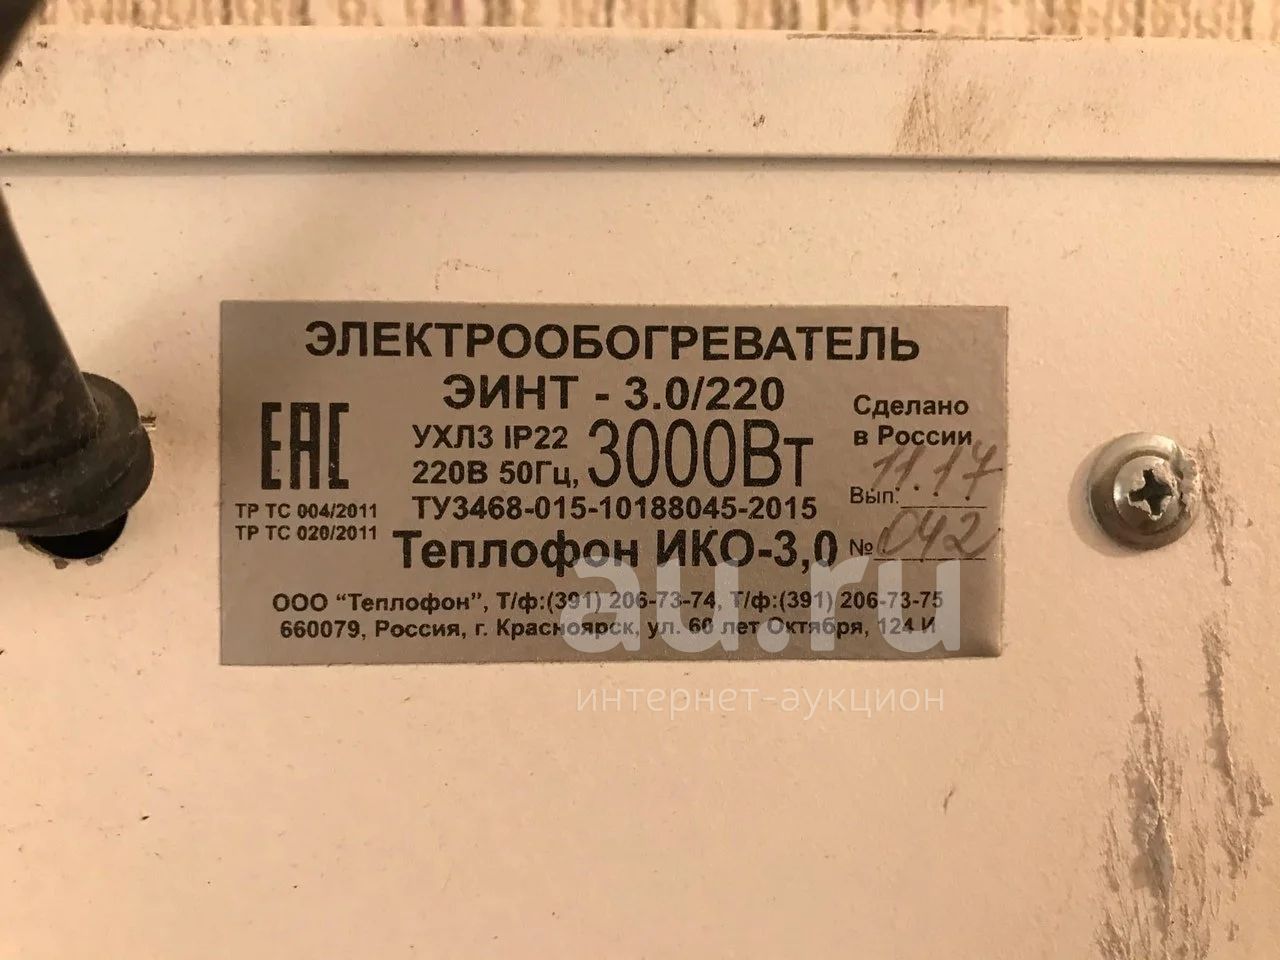 ЭЛЕКТРООБОГРЕВАТЕЛЬ
ЭИНТ - 3.0/220
ЕАС
УХЛ3 IP22
220В 50Гц, 3000Вт
Сделано
в России
ТР ТС 004/2011
ТР ТС 020/2011
ТУ3468-015-10188045-2015
Вып: 11.17
Теплофон ИКО-3,0
№ 042
ООО "Теплофон", Т/ф:(391) 206-73-74, Т/ф:(391) 206-73-75
660079, Россия, г. Красноярск, ул. 60 лет Октября, 124 И
au.ru
интернет-аукцион